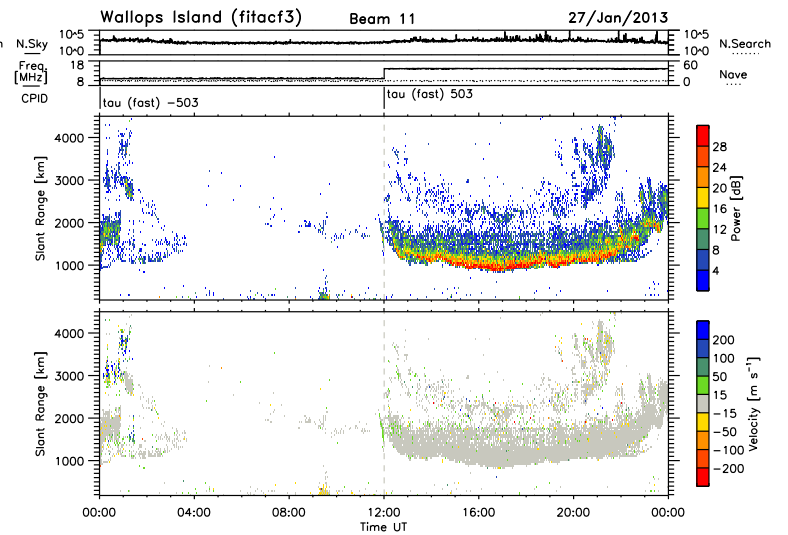 Wallops Island (fitacf3) Beam 11 27/Jan/2013
n N.Sky 10^5 10^0 10^5 10^0 N.Search
Freq. [MHz] 18 8 60 0 Nave
CPID tau (fast) −503 tau (fast) 503
Slant Range [km]
4000
3000
2000
1000
28
24
20
16
12
8
4
Power [dB]
Slant Range [km]
4000
3000
2000
1000
200
100
50
15
−15
−50
−100
−200
Velocity [m s⁻¹]
00:00 04:00 08:00 12:00 16:00 20:00 00:00
Time UT